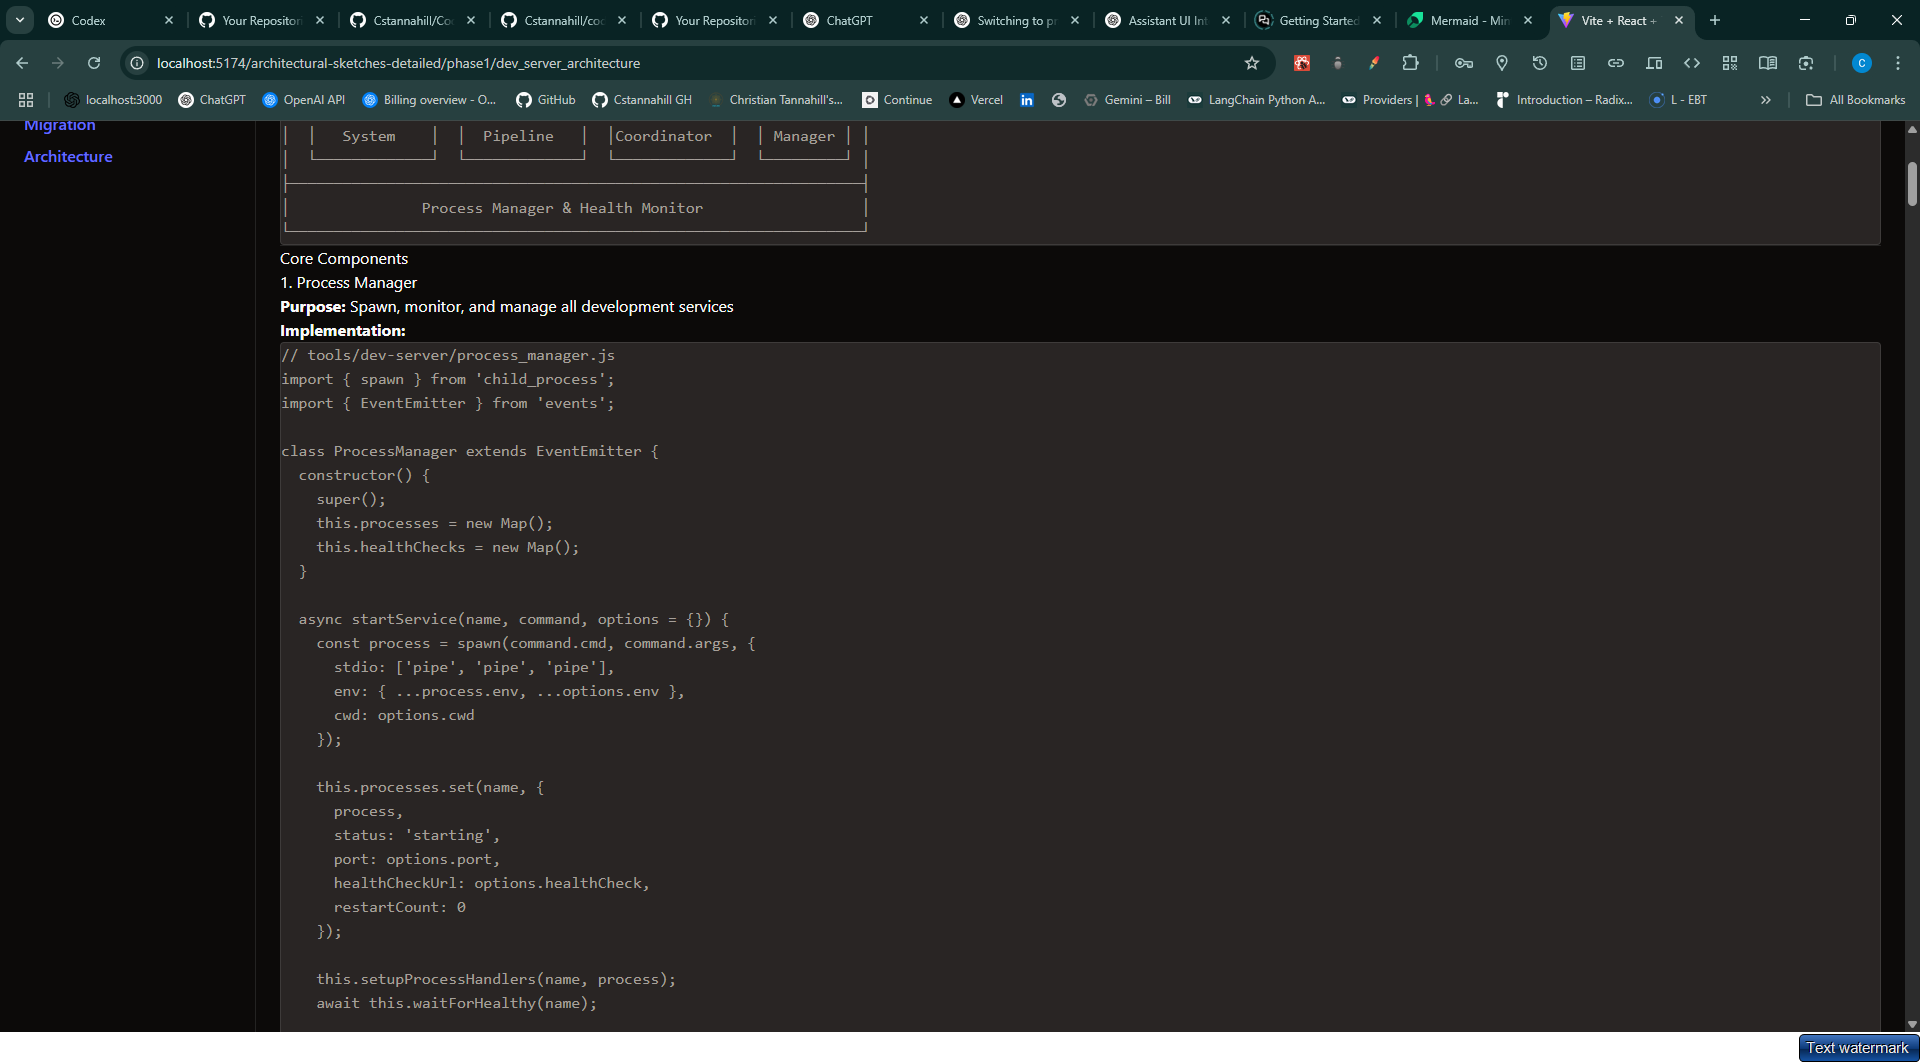 Codex
Your Repositori
Cstannahill/Co
Cstannahill/co
Your Repositori
ChatGPT
Switching to pr
Assistant UI Int
Getting Started
Mermaid - Min
Vite + React +
localhost:5174/architectural-sketches-detailed/phase1/dev_server_architecture
C
localhost:3000
ChatGPT
OpenAI API
Billing overview - O...
GitHub
Cstannahill GH
Christian Tannahill's...
Continue
Vercel
in
Gemini – Bill
LangChain Python A...
Providers | 🦜🔗 La...
Introduction – Radix...
L - EBT
All Bookmarks
Migration
Architecture
System Pipeline Coordinator Manager
Process Manager & Health Monitor
Core Components
1. Process Manager
Purpose: Spawn, monitor, and manage all development services
Implementation:
// tools/dev-server/process_manager.js
import { spawn } from 'child_process';
import { EventEmitter } from 'events';
class ProcessManager extends EventEmitter {
constructor() {
super();
this.processes = new Map();
this.healthChecks = new Map();
}
async startService(name, command, options = {}) {
const process = spawn(command.cmd, command.args, {
stdio: ['pipe', 'pipe', 'pipe'],
env: { ...process.env, ...options.env },
cwd: options.cwd
});
this.processes.set(name, {
process,
status: 'starting',
port: options.port,
healthCheckUrl: options.healthCheck,
restartCount: 0
});
this.setupProcessHandlers(name, process);
await this.waitForHealthy(name);
Text watermark